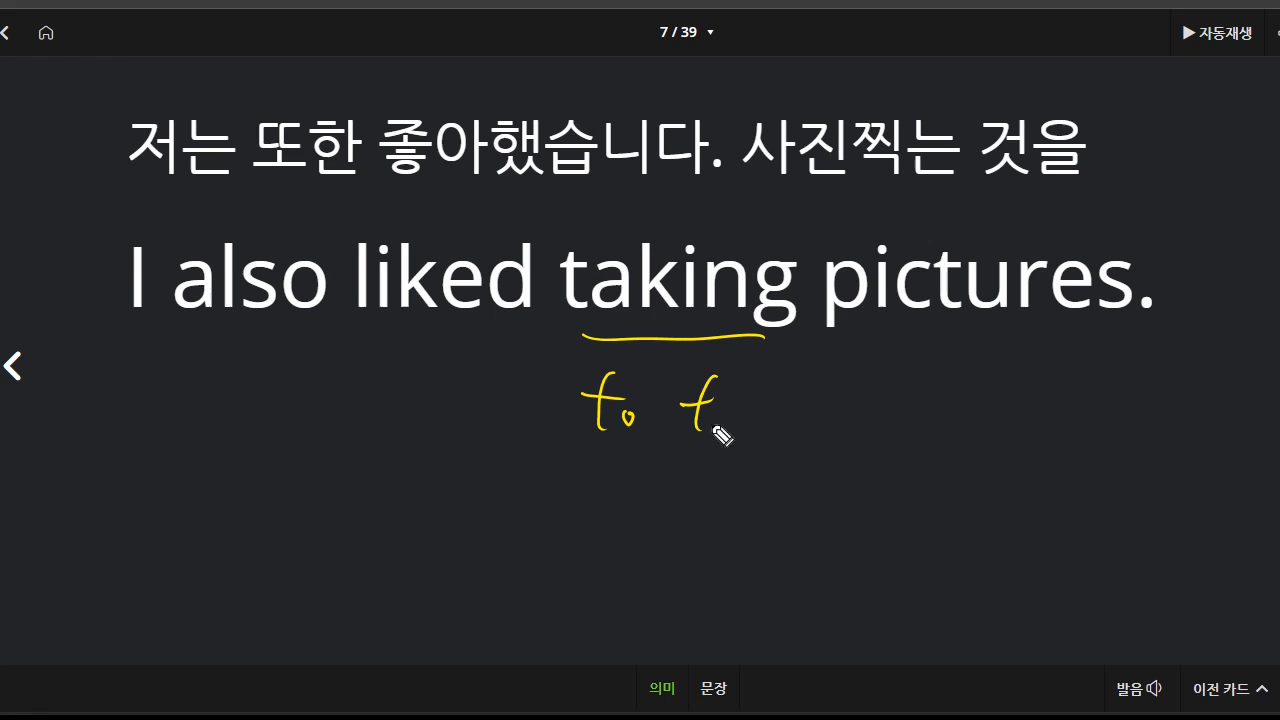 7 / 39
자동재생
저는 또한 좋아했습니다. 사진찍는 것을
I also liked taking pictures.
to t
의미
문장
발음
이전 카드